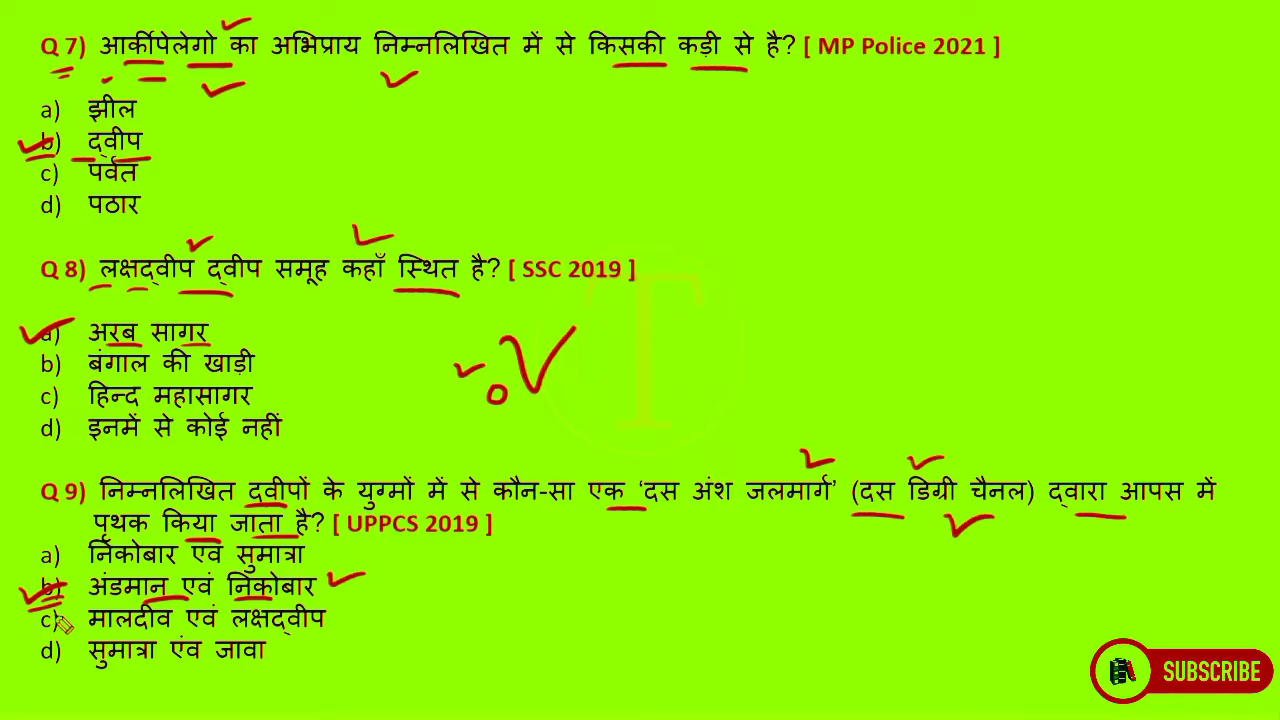 Q 7) आर्कीपेलेगो का अभिप्राय निम्नलिखित में से किसकी कड़ी से है? [ MP Police 2021 ]
a) झील
b) द्वीप
c) पर्वत
d) पठार
Q 8) लक्षद्वीप द्वीप समूह कहाँ स्थित है? [ SSC 2019 ]
a) अरब सागर
b) बंगाल की खाड़ी
c) हिन्द महासागर
d) इनमें से कोई नहीं
Q 9) निम्नलिखित द्वीपों के युग्मों में से कौन-सा एक ‘दस अंश जलमार्ग’ (दस डिग्री चैनल) द्वारा आपस में
पृथक किया जाता है? [ UPPCS 2019 ]
a) निकोबार एवं सुमात्रा
b) अंडमान एवं निकोबार
c) मालदीव एवं लक्षद्वीप
d) सुमात्रा एंव जावा
T
SUBSCRIBE